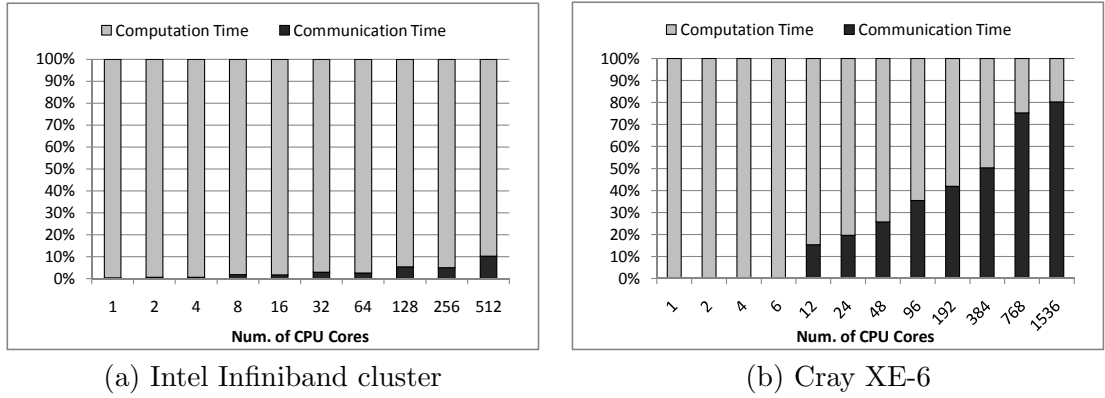 Computation Time Communication Time
100%
90%
80%
70%
60%
50%
40%
30%
20%
10%
0%
1 2 4 8 16 32 64 128 256 512
Num. of CPU Cores
(a) Intel Infiniband cluster
Computation Time Communication Time
100%
90%
80%
70%
60%
50%
40%
30%
20%
10%
0%
1 2 4 6 12 24 48 96 192 384 768 1536
Num. of CPU Cores
(b) Cray XE-6